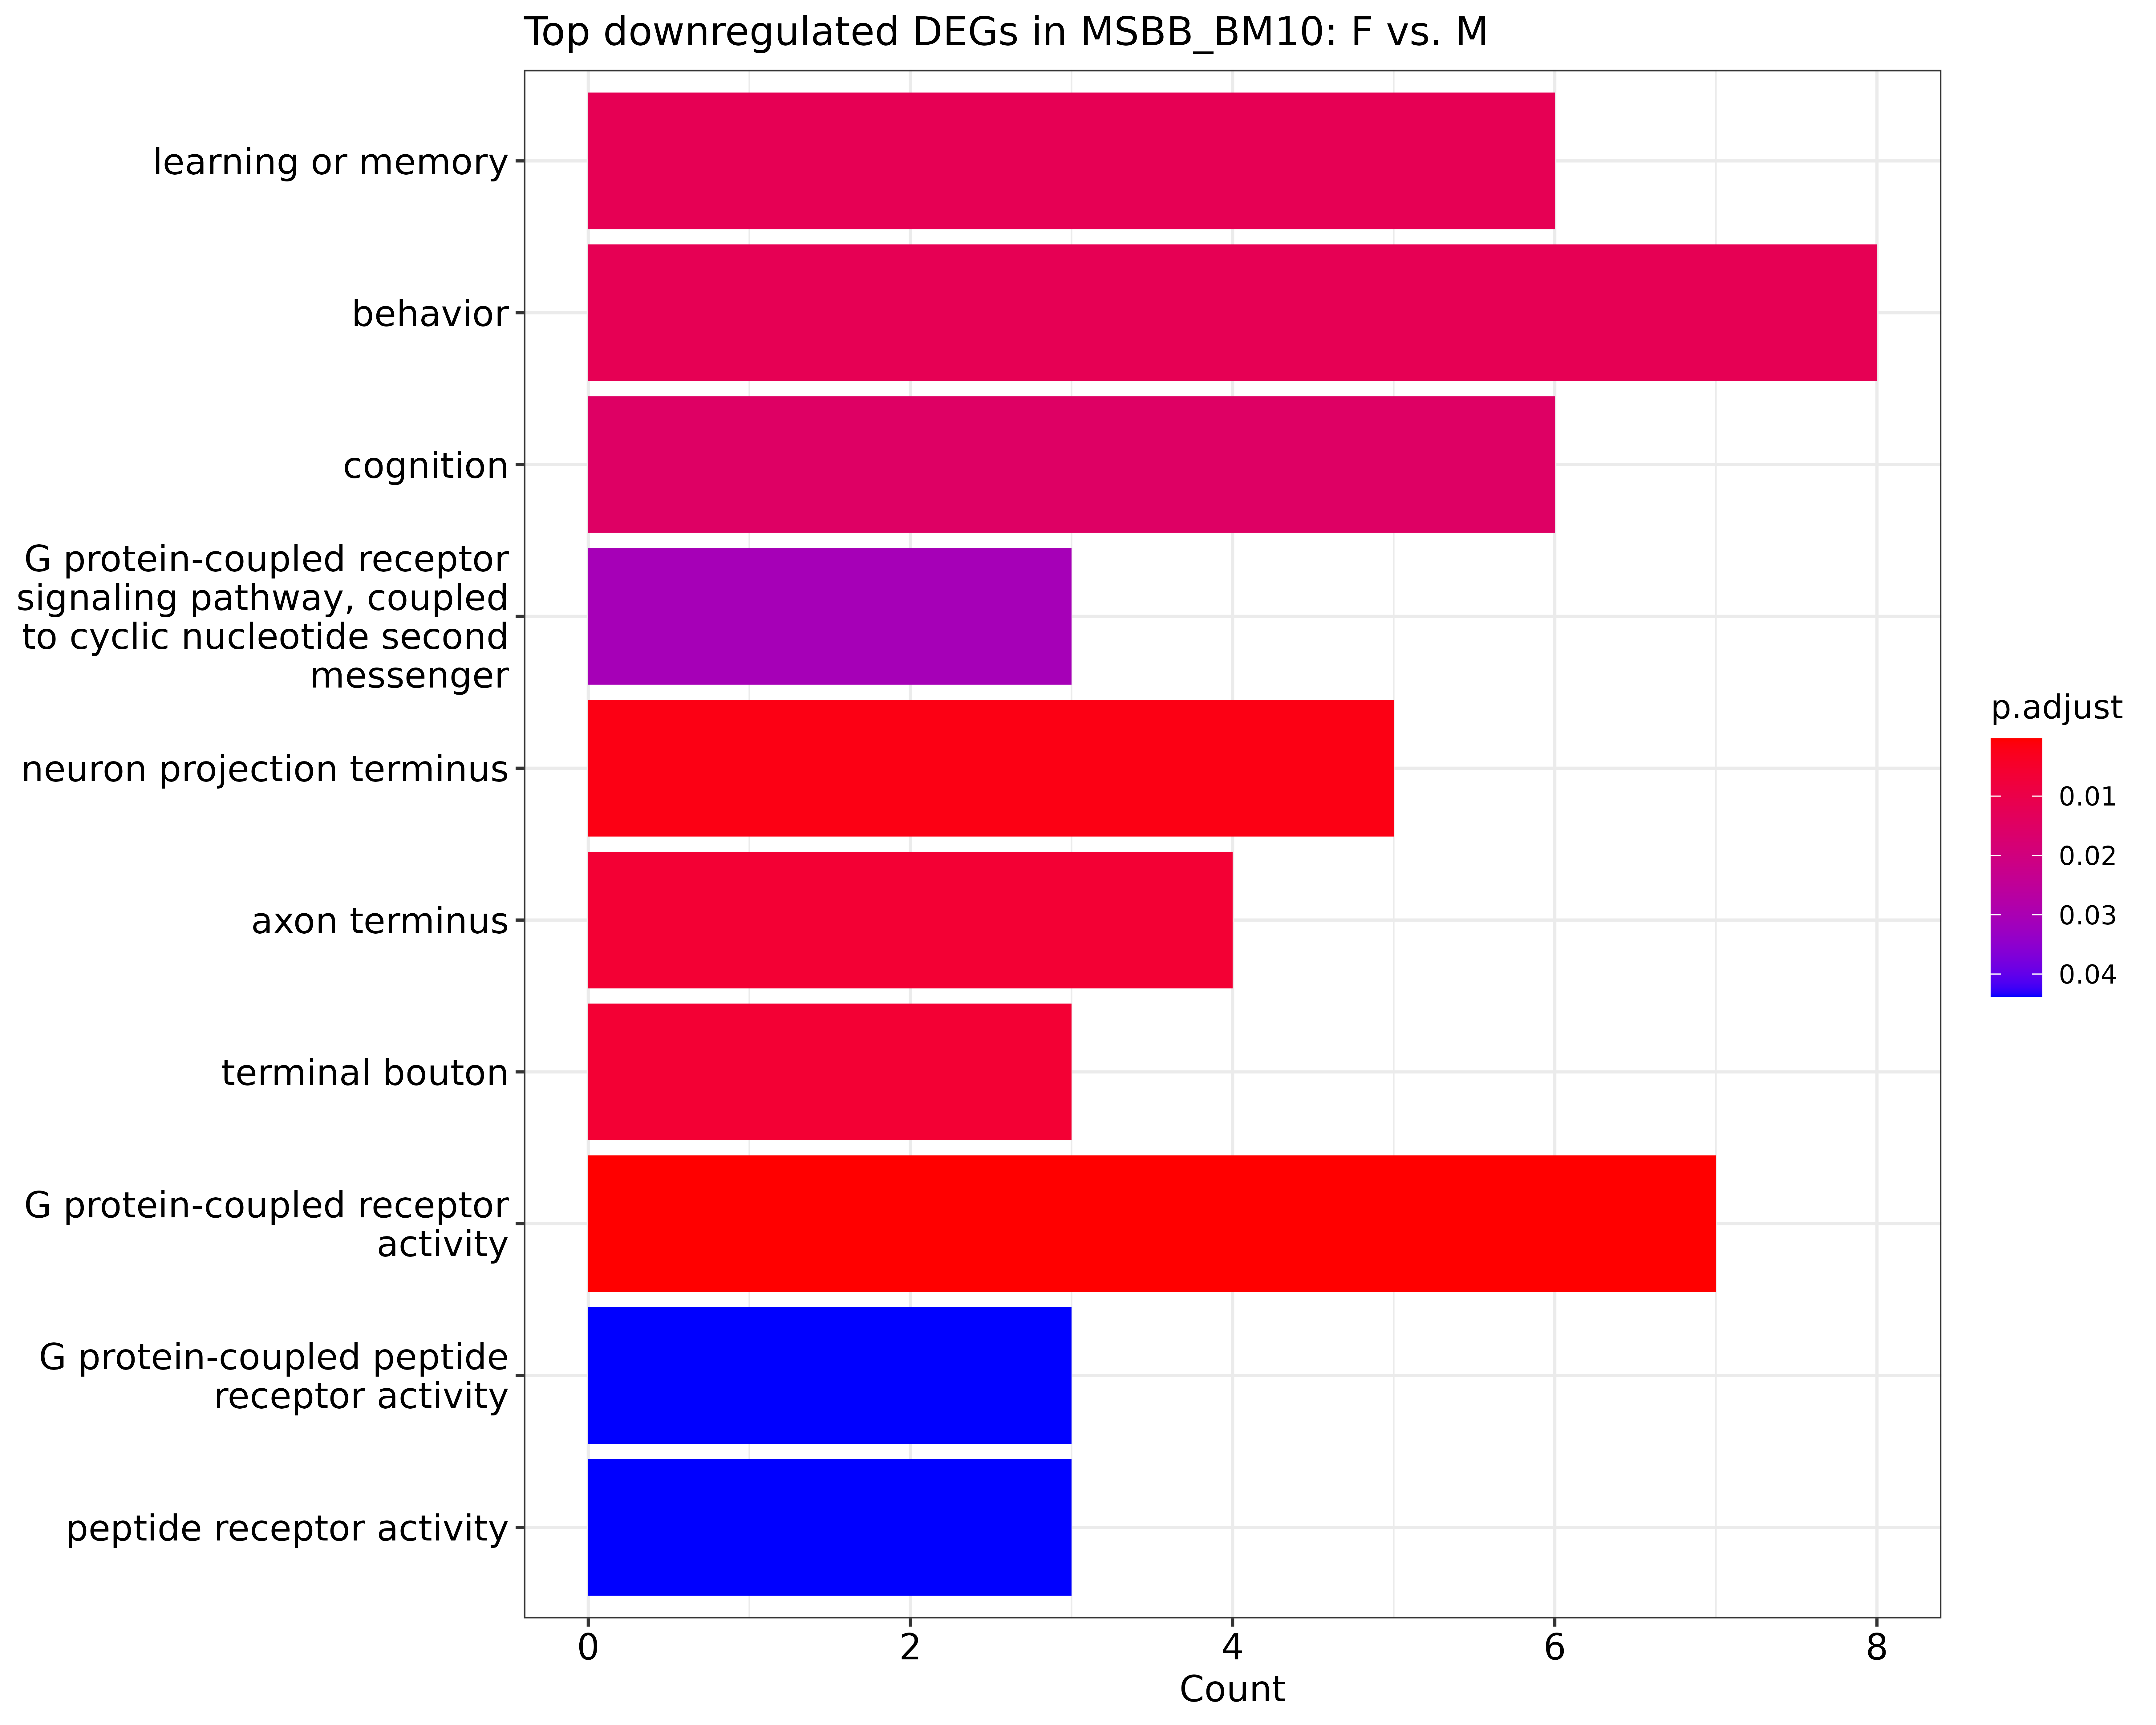 Top downregulated DEGs in MSBB_BM10: F vs. M
learning or memory
behavior
cognition
G protein-coupled receptor
signaling pathway, coupled
to cyclic nucleotide second
messenger
neuron projection terminus
axon terminus
terminal bouton
G protein-coupled receptor
activity
G protein-coupled peptide
receptor activity
peptide receptor activity
0 2 4 6 8
Count
p.adjust
0.01
0.02
0.03
0.04